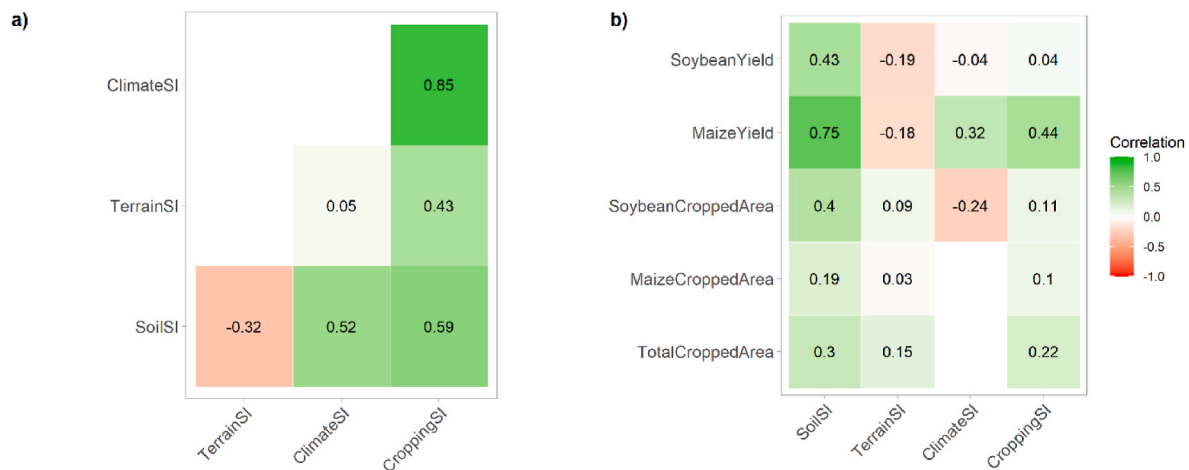 a)
ClimateSI
0.85
TerrainSI
0.05
0.43
SoilSI
-0.32
0.52
0.59
TerrainSI
ClimateSI
CroppingSI
b)
SoybeanYield
0.43
-0.19
-0.04
0.04
MaizeYield
0.75
-0.18
0.32
0.44
SoybeanCroppedArea
0.4
0.09
-0.24
0.11
MaizeCroppedArea
0.19
0.03
0.1
TotalCroppedArea
0.3
0.15
0.22
SoilSI
TerrainSI
ClimateSI
CroppingSI
Correlation
1.0
0.5
0.0
-0.5
-1.0